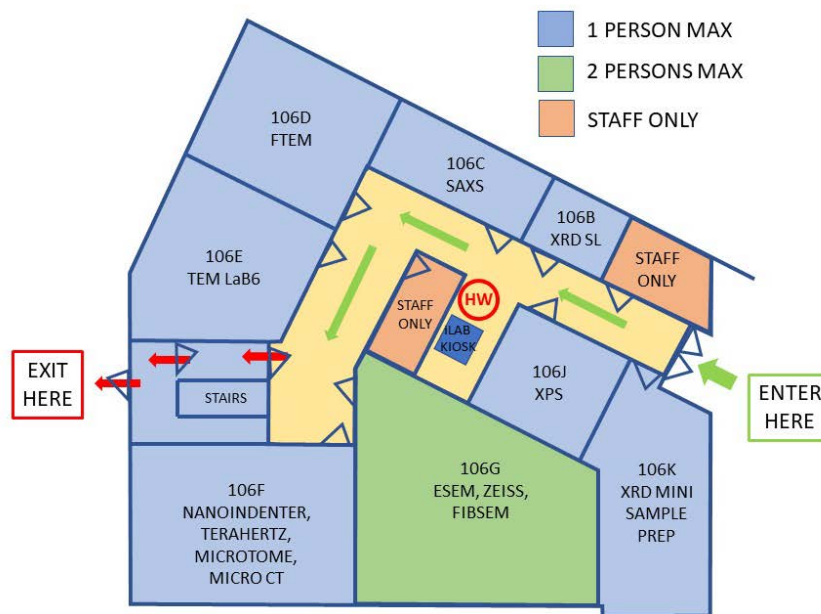 1 PERSON MAX
2 PERSONS MAX
STAFF ONLY
106D
FTEM
106C
SAXS
106B
XRD SL
STAFF
ONLY
106E
TEM LaB6
STAFF
ONLY
HW
ILAB
KIOSK
106J
XPS
EXIT
HERE
STAIRS
ENTER
HERE
106G
ESEM, ZEISS,
FIBSEM
106K
XRD MINI
SAMPLE
PREP
106F
NANOINDENTER,
TERAHERTZ,
MICROTOME,
MICRO CT